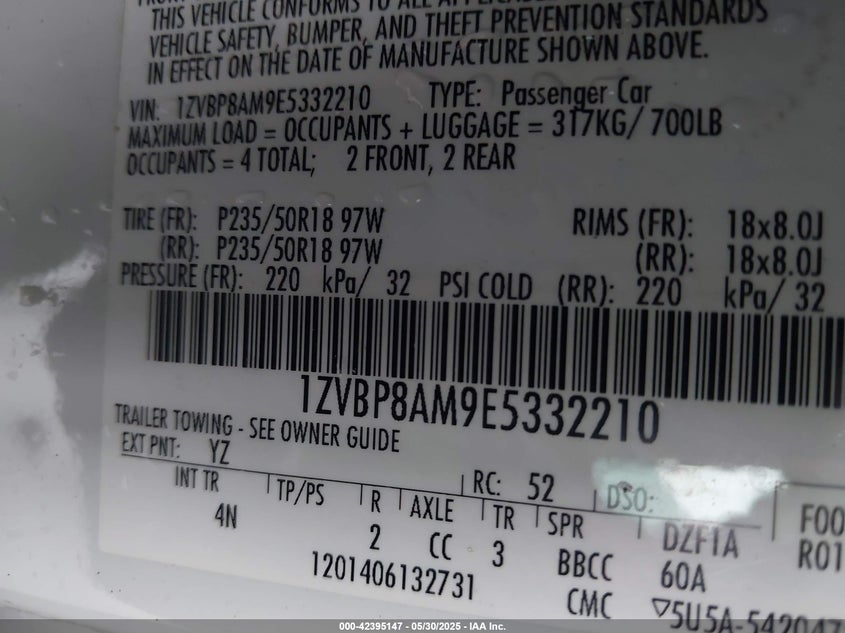 THIS VEHICLE CONFORMS TO ALL
VEHICLE SAFETY, BUMPER, AND THEFT PREVENTION STANDARDS
IN EFFECT ON THE DATE OF MANUFACTURE SHOWN ABOVE.
VIN: 1ZVBP8AM9E5332210 TYPE: Passenger Car
MAXIMUM LOAD = OCCUPANTS + LUGGAGE = 317KG/ 700LB
OCCUPANTS = 4 TOTAL; 2 FRONT, 2 REAR
TIRE (FR): P235/50R18 97W RIMS (FR): 18x8.0J
(RR): P235/50R18 97W (RR): 18x8.0J
PRESSURE (FR): 220 kPa/ 32 PSI COLD (RR): 220 kPa/ 32
1ZVBP8AM9E5332210
TRAILER TOWING - SEE OWNER GUIDE
EXT PNT: YZ RC: 52 DSO: F00
INT TR TP/PS R AXLE TR SPR DZF1A R01
4N 2 CC 3 BBCC 60A
1201406132731 CMC ▽5U5A-542047
000-42395147 - 05/30/2025 - IAA Inc.